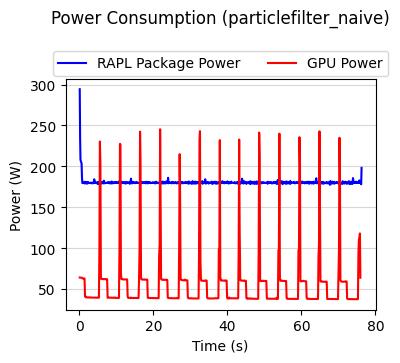 Power Consumption (particlefilter_naive)
RAPL Package Power GPU Power
300
250
200
150
100
50
Power (W)
0 20 40 60 80
Time (s)